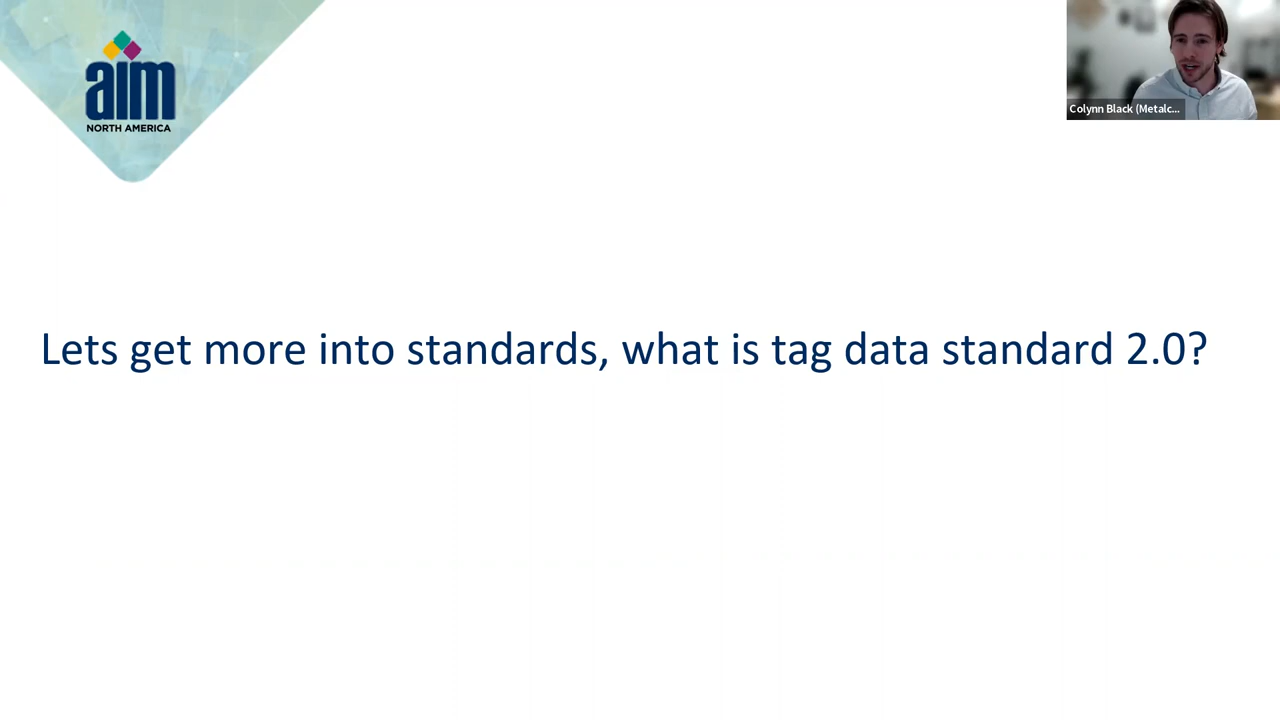 aim
NORTH AMERICA
Colynn Black (Metalc...
Lets get more into standards, what is tag data standard 2.0?